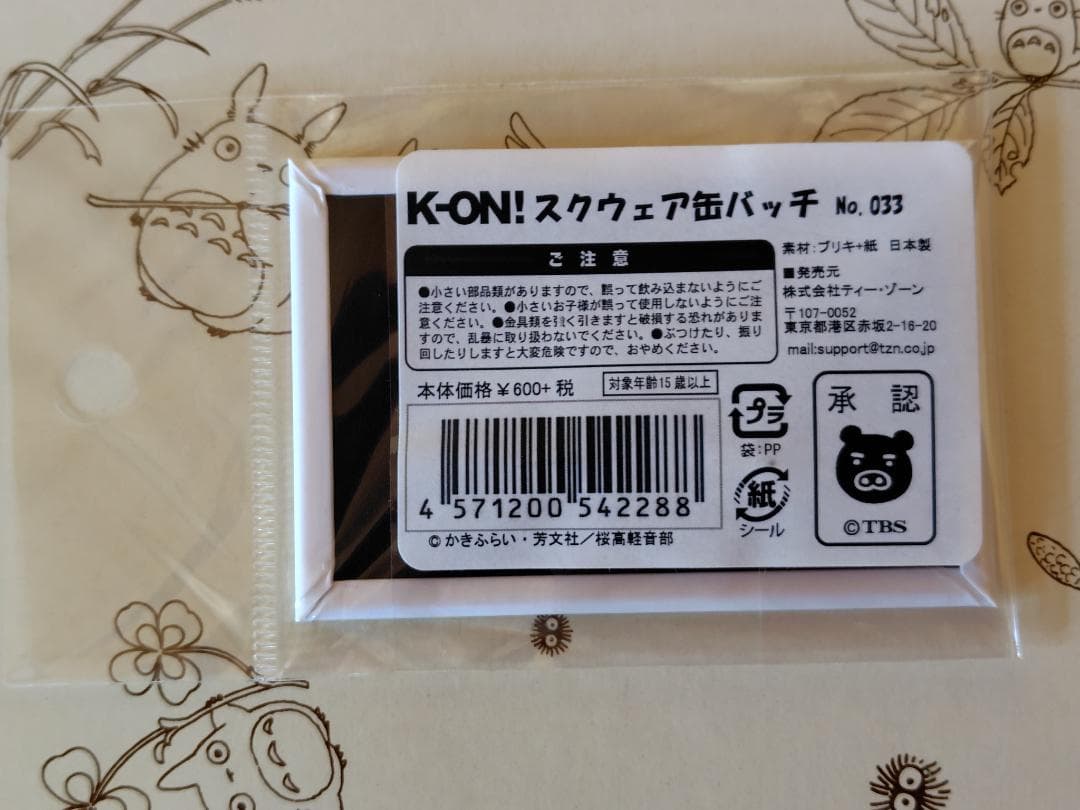 K-ON! スクウェア缶バッチ No. 033
ご注意
●小さい部品類がありますので、誤って飲み込まないようにご
注意ください。●小さいお子様が誤って使用しないようにご注
意ください。●金具類を引く引きますと破損する恐れがありま
すので、乱暴に取り扱わないでください。●ぶつけたり、振り
回したりしますと大変危険ですので、おやめください。
素材:ブリキ+紙 日本製
■発売元
株式会社ティー・ゾーン
〒107-0052
東京都港区赤坂2-16-20
mail:support@tzn.co.jp
本体価格¥600+税
対象年齢15歳以上
4 571200 542288
©かきふらい・芳文社/桜高軽音部
プラ
袋:PP
紙
シール
承認
©TBS